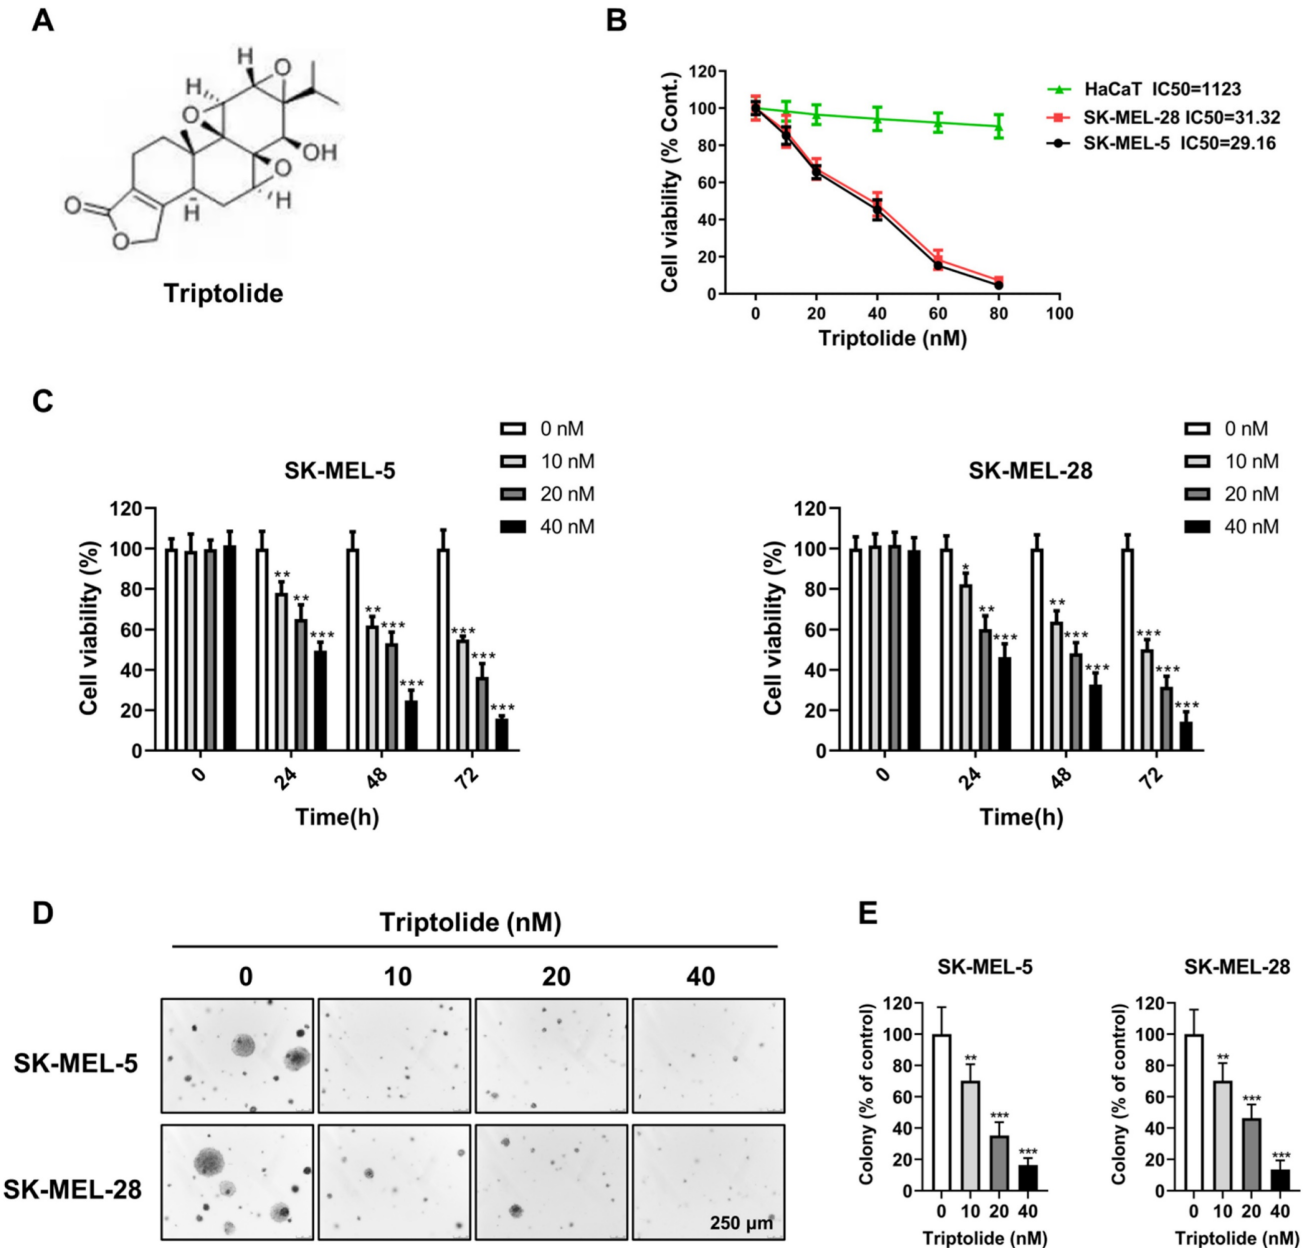 A
H
H
O
O
OH
O
H
H
O
O
Triptolide
B
Cell viability (% Cont.)
120
100
80
60
40
20
0
0 20 40 60 80 100
Triptolide (nM)
HaCaT IC50=1123
SK-MEL-28 IC50=31.32
SK-MEL-5 IC50=29.16
C
SK-MEL-5
0 nM
10 nM
20 nM
40 nM
Cell viability (%)
120
100
80
60
40
20
0
** ** ***
** *** ***
*** *** ***
0 24 48 72
Time(h)
SK-MEL-28
0 nM
10 nM
20 nM
40 nM
Cell viability (%)
120
100
80
60
40
20
0
* ** ***
** *** ***
*** *** ***
0 24 48 72
Time(h)
D
Triptolide (nM)
0 10 20 40
SK-MEL-5
SK-MEL-28
250 μm
E
SK-MEL-5
Colony (% of control)
120
100
80
60
40
20
0
** *** ***
0 10 20 40
Triptolide (nM)
SK-MEL-28
Colony (% of control)
120
100
80
60
40
20
0
** *** ***
0 10 20 40
Triptolide (nM)